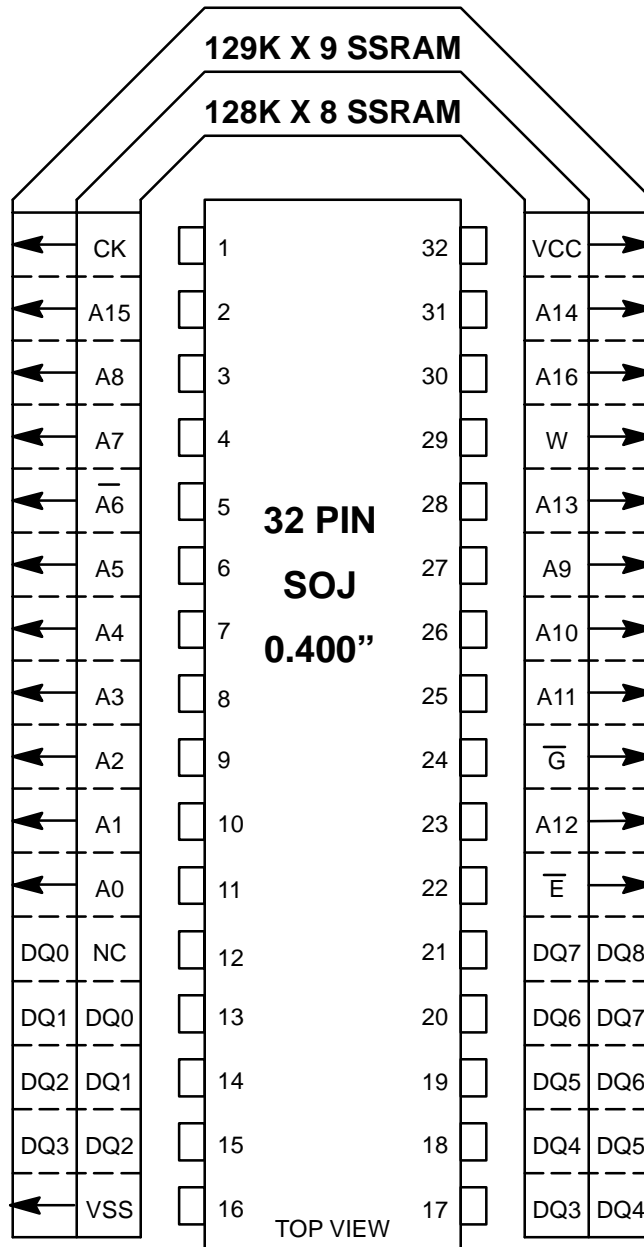 129K X 9 SSRAM
128K X 8 SSRAM
CK 1 32 VCC
A15 2 31 A14
A8 3 30 A16
A7 4 29 W
A̅6 5 28 A13
A5 6 27 A9
A4 7 26 A10
A3 8 25 A11
A2 9 24 G̅
A1 10 23 A12
A0 11 22 E̅
DQ0 NC 12 21 DQ7 DQ8
DQ1 DQ0 13 20 DQ6 DQ7
DQ2 DQ1 14 19 DQ5 DQ6
DQ3 DQ2 15 18 DQ4 DQ5
VSS 16 17 DQ3 DQ4
32 PIN
SOJ
0.400”
TOP VIEW